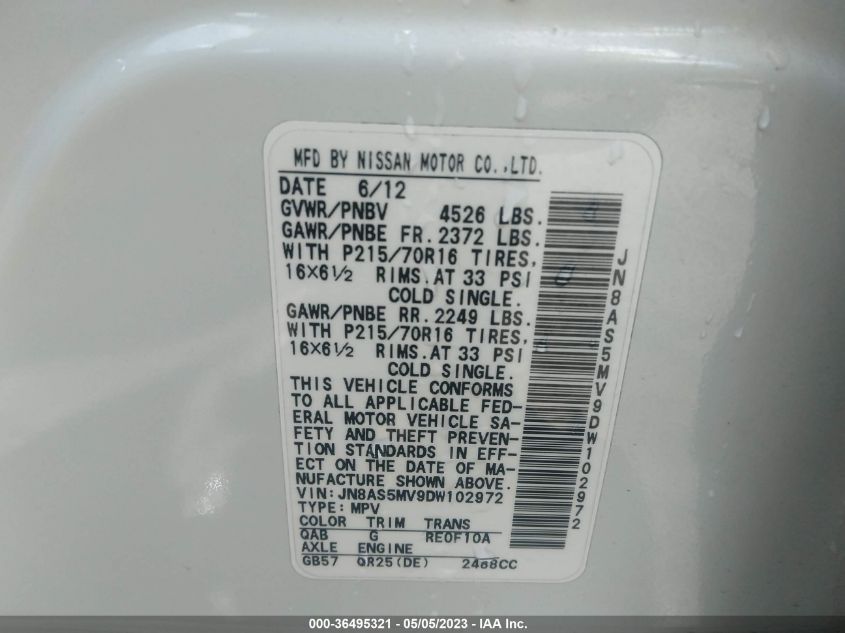 MFD BY NISSAN MOTOR CO.,LTD.
DATE 6/12
GVWR/PNBV 4526 LBS.
GAWR/PNBE FR. 2372 LBS.
WITH P215/70R16 TIRES,
16X6½ RIMS.AT 33 PSI
COLD SINGLE.
GAWR/PNBE RR. 2249 LBS.
WITH P215/70R16 TIRES,
16X6½ RIMS.AT 33 PSI
COLD SINGLE.
THIS VEHICLE CONFORMS
TO ALL APPLICABLE FED-
ERAL MOTOR VEHICLE SA-
FETY AND THEFT PREVEN-
TION STANDARDS IN EFF-
ECT ON THE DATE OF MA-
NUFACTURE SHOWN ABOVE.
VIN: JN8AS5MV9DW102972
TYPE: MPV
COLOR TRIM TRANS
QAB G RE0F10A
AXLE ENGINE
GB57 QR25(DE) 2488CC
JN8AS5MV9DW102972
000-36495321 / 05/05/2023 - IAA Inc.